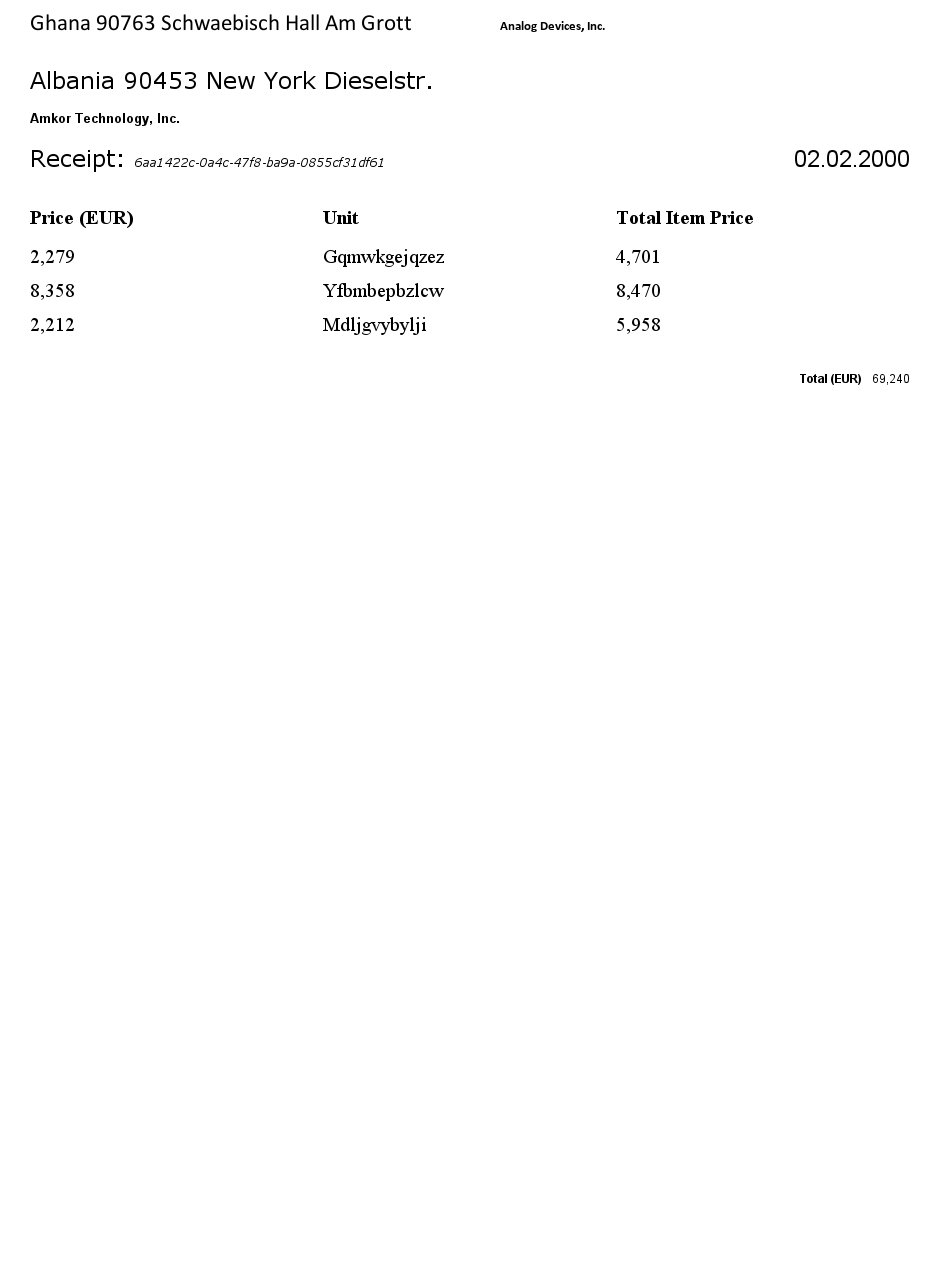 Ghana 90763 Schwaebisch Hall Am Grott Analog Devices, Inc.
Albania 90453 New York Dieselstr.
Amkor Technology, Inc.
Receipt: 6aa1422c-0a4c-47f8-ba9a-0855cf31df61 02.02.2000
Price (EUR) Unit Total Item Price
2,279 Gqmwkgejqzez 4,701
8,358 Yfbmbepbzlcw 8,470
2,212 Mdljgvybylji 5,958
Total (EUR) 69,240